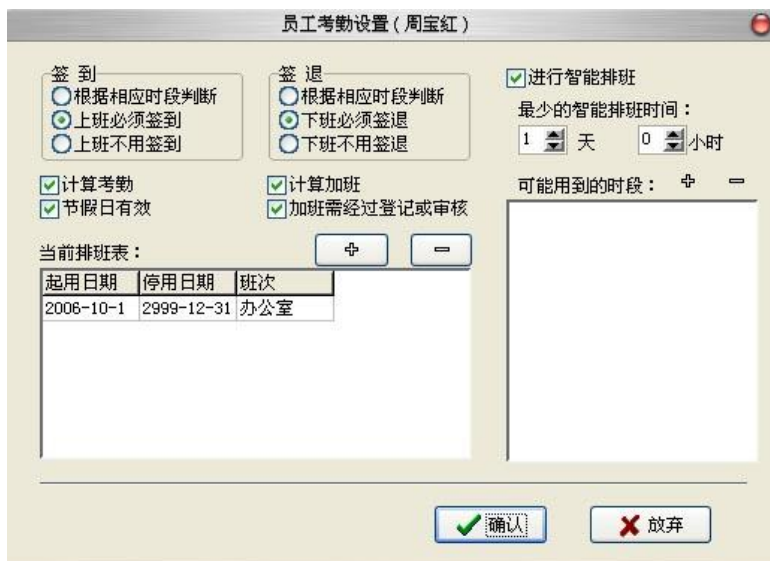 员工考勤设置(周宝红)
签 到
根据相应时段判断
上班必须签到
上班不用签到
签 退
根据相应时段判断
下班必须签退
下班不用签退
计算考勤
节假日有效
计算加班
加班需经过登记或审核
当前排班表:
起用日期 停用日期 班次
2006-10-1 2999-12-31 办公室
进行智能排班
最少的智能排班时间:
1 天 0 小时
可能用到的时段:
确认
放弃